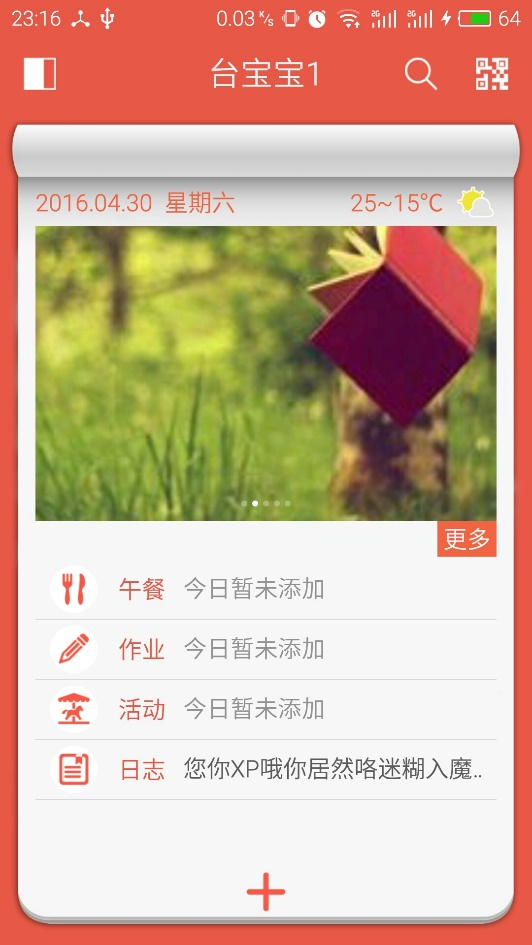 23:16 0.03 K/s 2G 2G 64
台宝宝1
2016.04.30 星期六 25~15℃
更多
午餐 今日暂未添加
作业 今日暂未添加
活动 今日暂未添加
日志 您你XP哦你居然咯迷糊入魔..